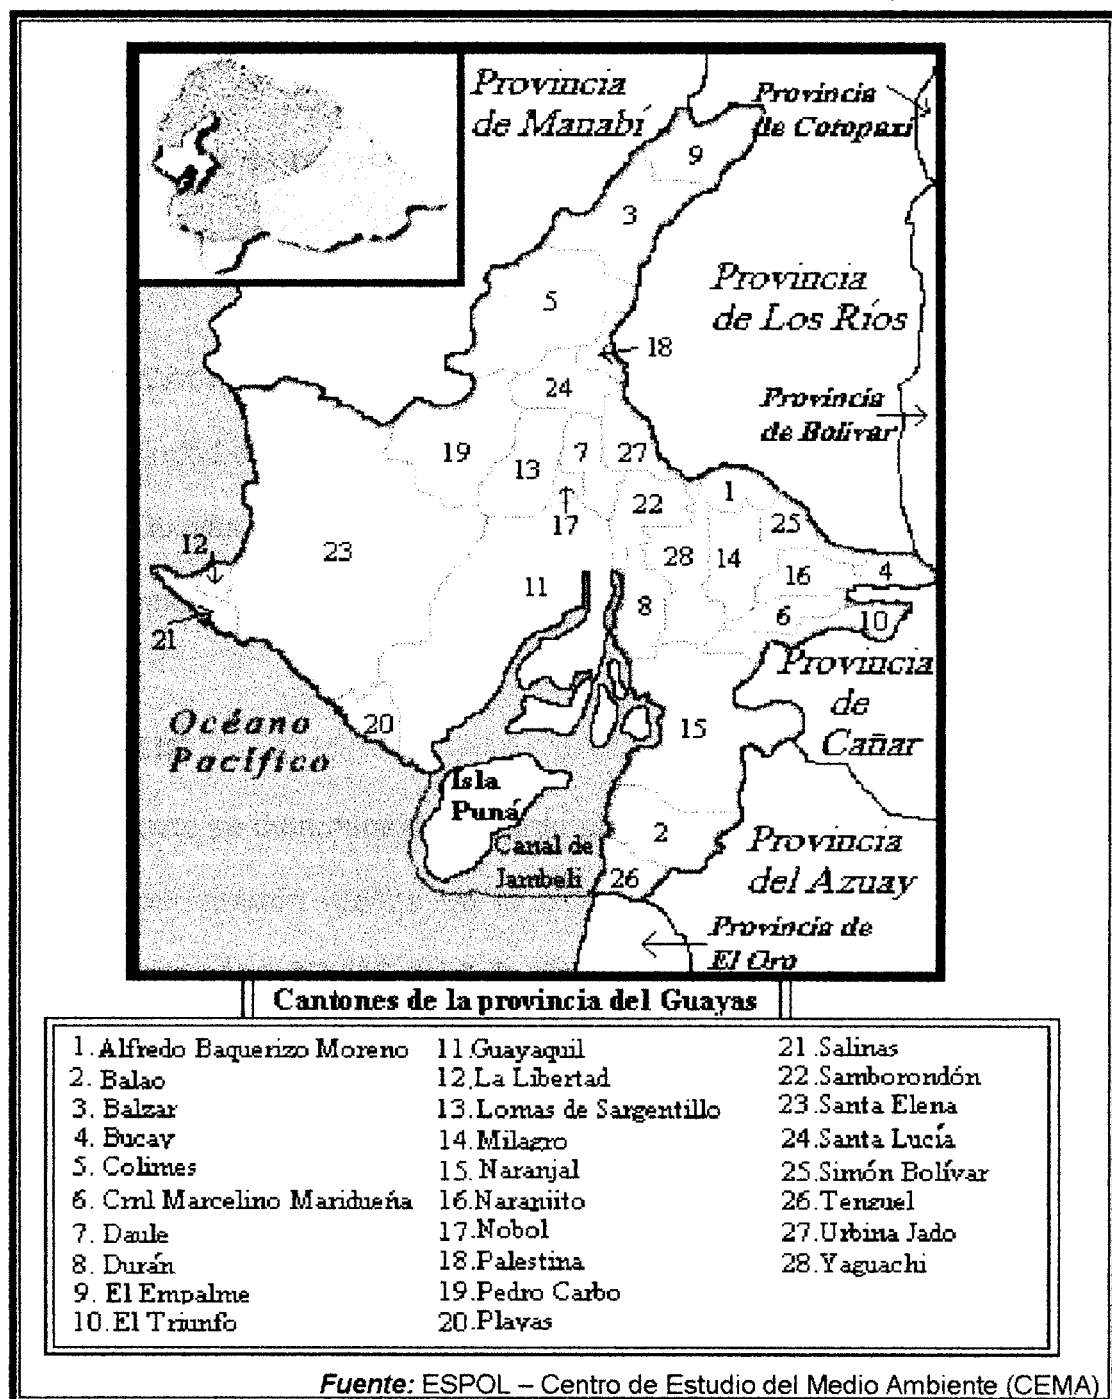 Provincia
de Manabí
Provincia
de Cotopaxi
9
3
Provincia
de Los Ríos
5
18
24
Provincia
de Bolívar
19
13
7
27
22
1
17
25
12
23
11
28
14
16
4
8
6
10
21
Provincia
de
Cañar
20
15
Océano
Pacífico
Isla
Puná
Canal de
Jambeli
2
26
Provincia
del Azuay
Provincia de
El Oro
Cantones de la provincia del Guayas
1. Alfredo Baquerizo Moreno
2. Balao
3. Balzar
4. Bucay
5. Colimes
6. Crnl Marcelino Maridueña
7. Daule
8. Durán
9. El Empalme
10. El Triunfo
11. Guayaquil
12. La Libertad
13. Lomas de Sargentillo
14. Milagro
15. Naranjal
16. Naranjito
17. Nobol
18. Palestina
19. Pedro Carbo
20. Playas
21. Salinas
22. Samborondón
23. Santa Elena
24. Santa Lucía
25. Simón Bolívar
26. Tenguel
27. Urbina Jado
28. Yaguachi
Fuente: ESPOL – Centro de Estudio del Medio Ambiente (CEMA)